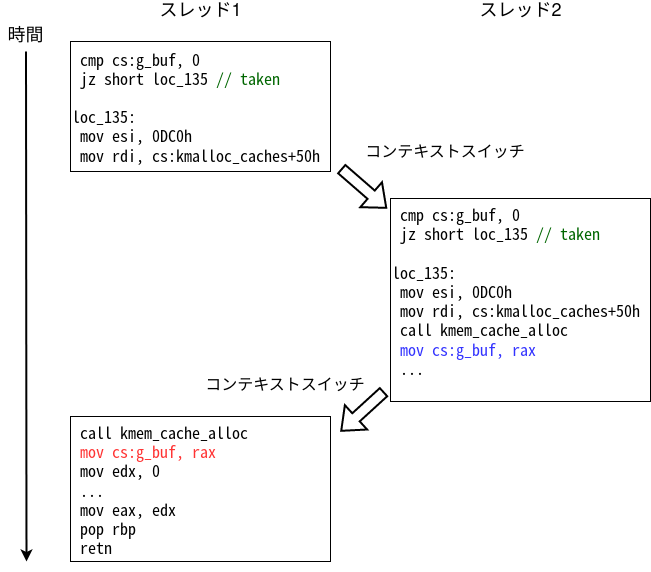 スレッド1
スレッド2
時間
cmp cs:g_buf, 0
jz short loc_135 // taken
loc_135:
mov esi, 0DC0h
mov rdi, cs:kmalloc_caches+50h
コンテキストスイッチ
cmp cs:g_buf, 0
jz short loc_135 // taken
loc_135:
mov esi, 0DC0h
mov rdi, cs:kmalloc_caches+50h
call kmem_cache_alloc
mov cs:g_buf, rax
...
コンテキストスイッチ
call kmem_cache_alloc
mov cs:g_buf, rax
mov edx, 0
...
mov eax, edx
pop rbp
retn